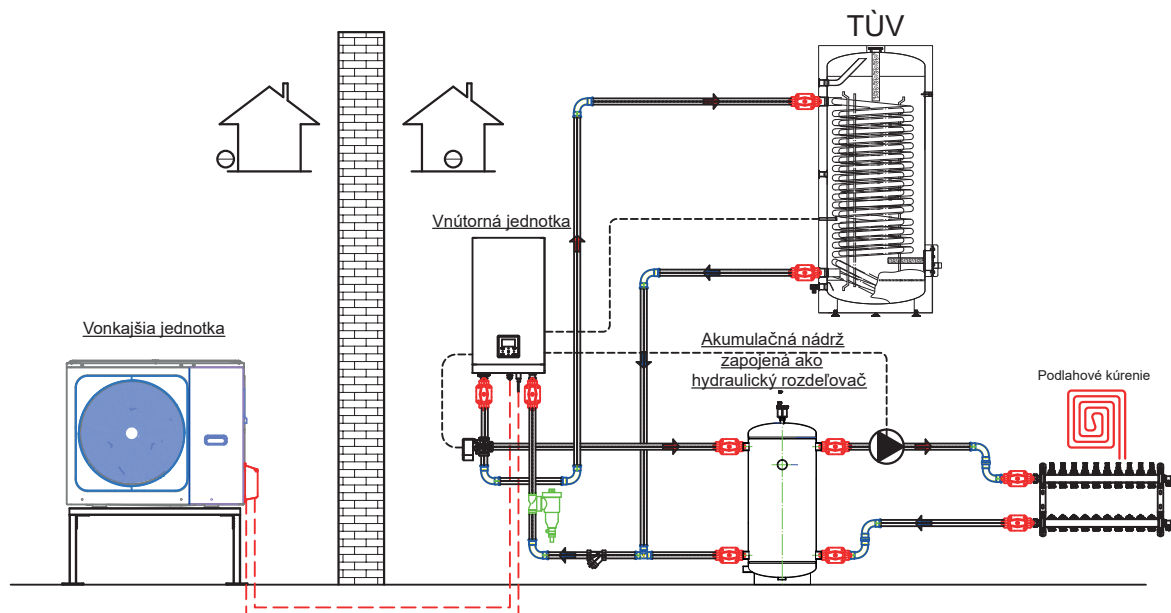 TÙV
Vnútorná jednotka
Vonkajšia jednotka
Akumulačná nádrž
zapojená ako
hydraulický rozdeľovač
Podlahové kúrenie